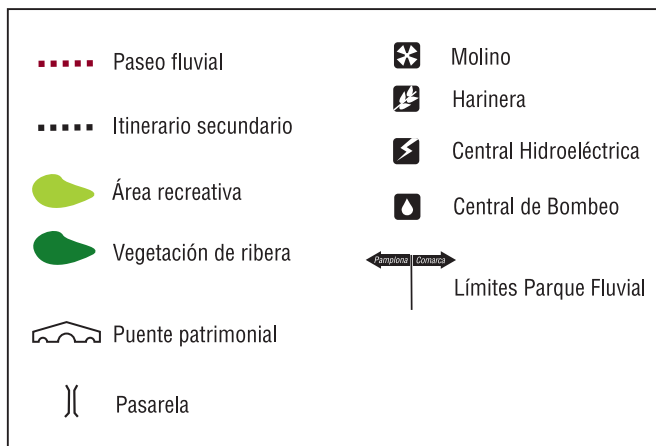 Paseo fluvial
Itinerario secundario
Área recreativa
Vegetación de ribera
Puente patrimonial
Pasarela
Molino
Harinera
Central Hidroeléctrica
Central de Bombeo
Pamplona Comarca
Límites Parque Fluvial